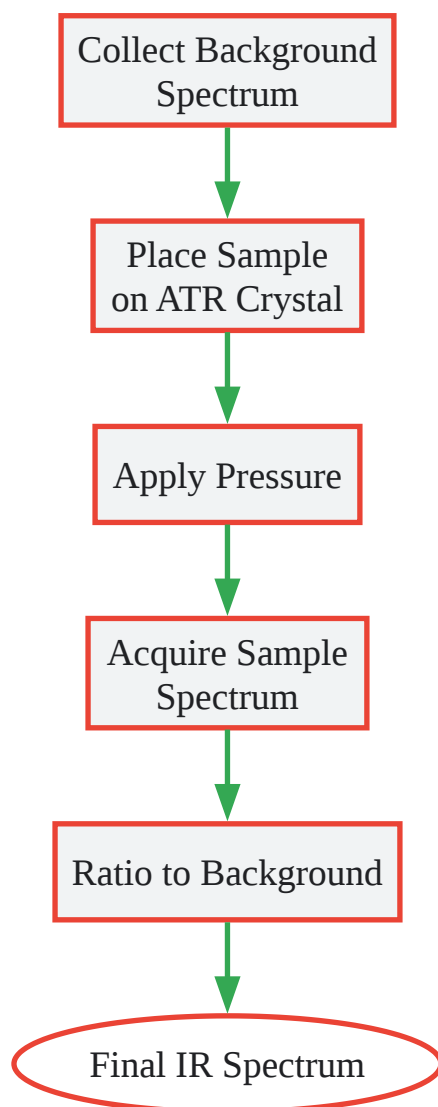 Collect Background
Spectrum
Place Sample
on ATR Crystal
Apply Pressure
Acquire Sample
Spectrum
Ratio to Background
Final IR Spectrum